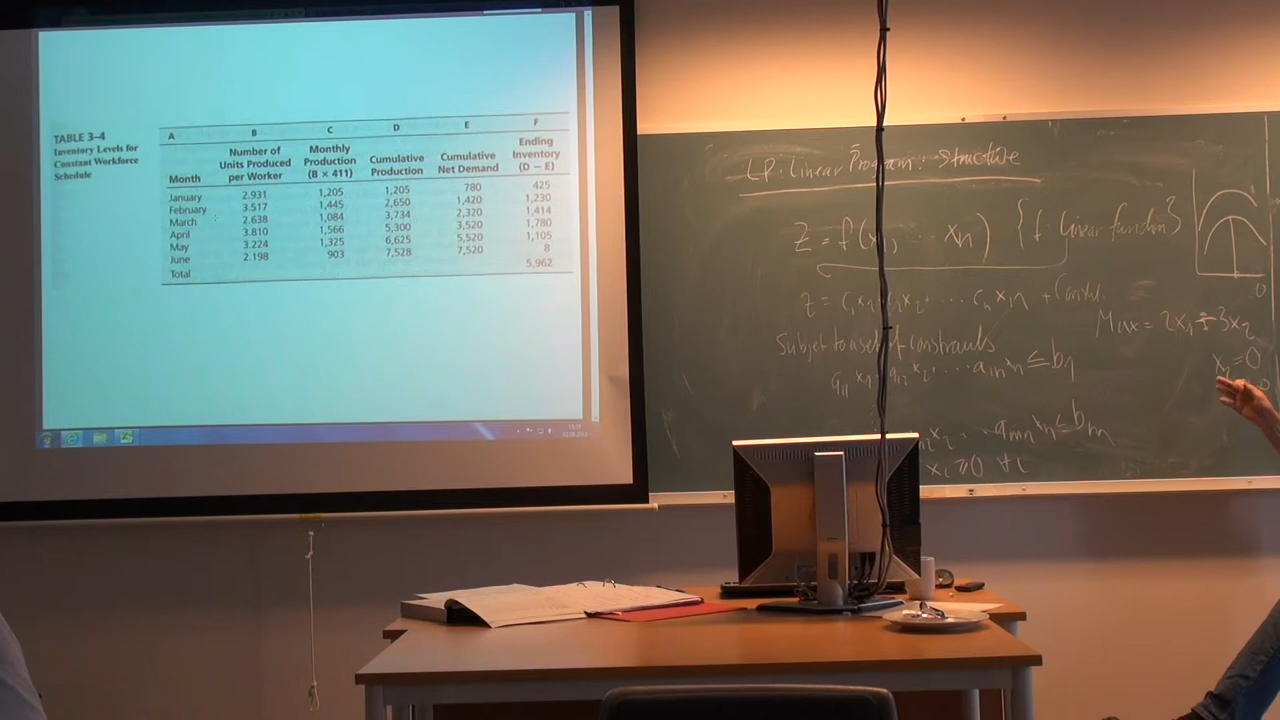 TABLE 3–4
Inventory Levels for
Constant Workforce
Schedule
A B C D E F
Month Number of Units Produced per Worker Monthly Production (B × 411) Cumulative Production Cumulative Net Demand Ending Inventory (D − E)
January 2.931 1,205 1,205 780 425
February 3.517 1,445 2,650 1,420 1,230
March 2.638 1,084 3,734 2,320 1,414
April 3.810 1,566 5,300 3,520 1,780
May 3.224 1,325 6,625 5,520 1,105
June 2.198 903 7,528 7,520 8
Total 5,962
LP: Linear Program: Structure
Z = f(x₁, ... xn) {f: linear function}
Subject to a set of constraints
xᵢ ≥ 0 ∀i
Max = 2x₁ + 3x₂